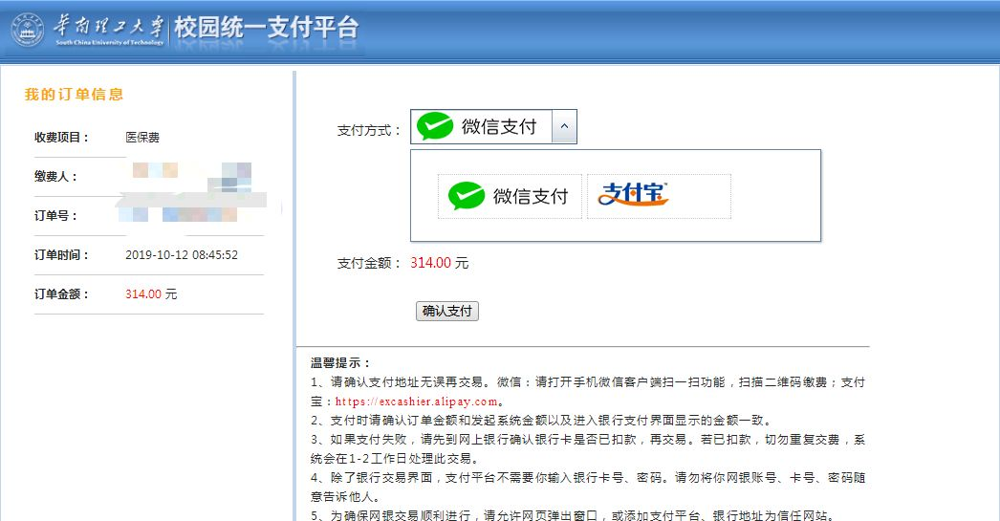 华南理工大学
South China University of Technology
校园统一支付平台
我的订单信息
收费项目： 医保费
缴费人：
订单号：
订单时间： 2019-10-12 08:45:52
订单金额： 314.00 元
支付方式： 微信支付
微信支付 支付宝
支付金额： 314.00 元
确认支付
温馨提示：
1、请确认支付地址无误再交易。微信：请打开手机微信客户端扫一扫功能，扫描二维码缴费；支付
宝：https://excashier.alipay.com。
2、支付时请确认订单金额和发起系统金额以及进入银行支付界面显示的金额一致。
3、如果支付失败，请先到网上银行确认银行卡是否已扣款，再交易。若已扣款，切勿重复交费，系
统会在1-2工作日处理此交易。
4、除了银行交易界面，支付平台不需要你输入银行卡号、密码。请勿将你网银账号、卡号、密码随
意告诉他人。
5、为确保网银交易顺利进行，请允许网页弹出窗口，或添加支付平台、银行地址为信任网站。